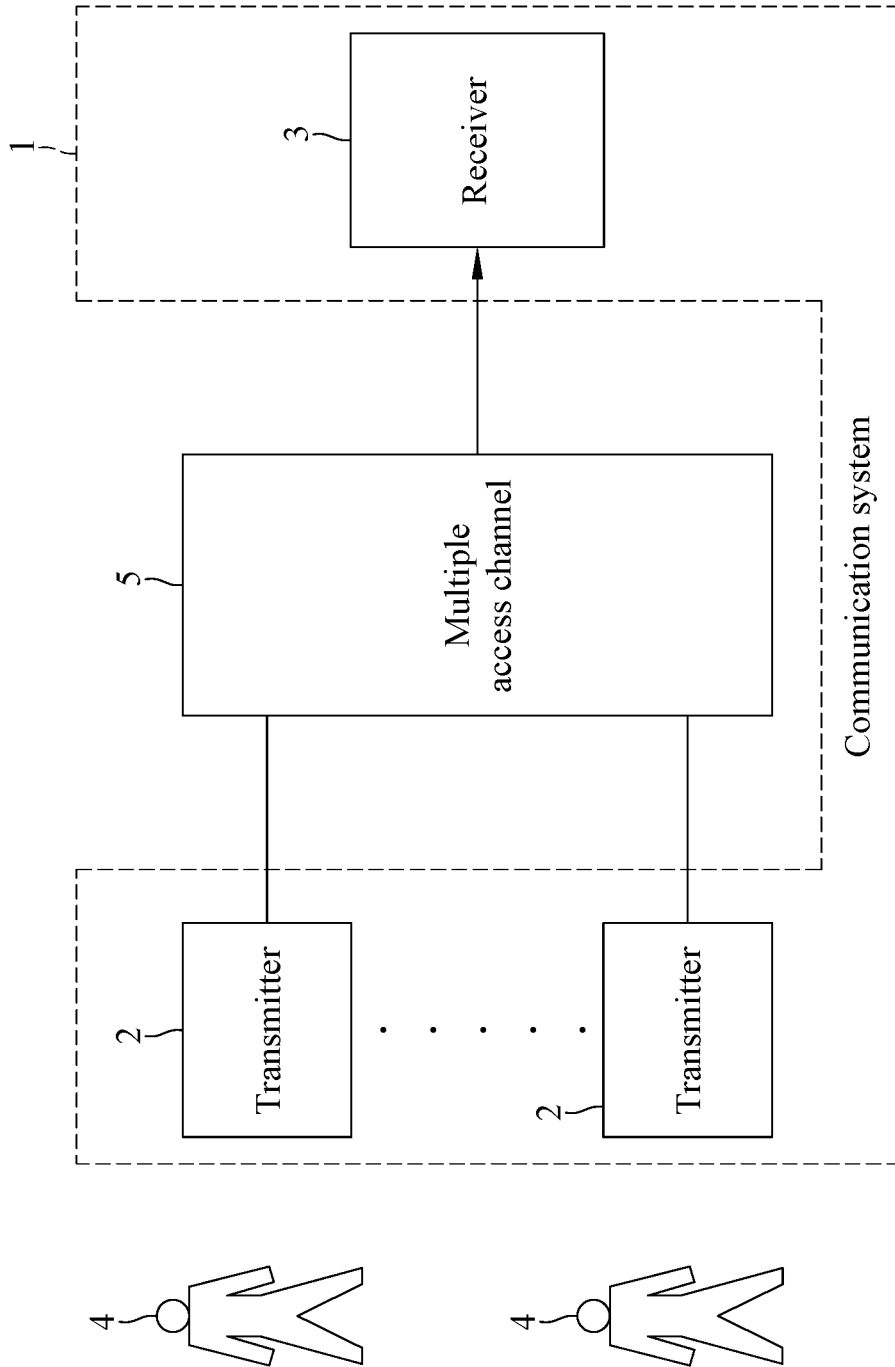 1
4
2
Transmitter
5
Multiple
access channel
3
Receiver
4
2
Transmitter
Communication system